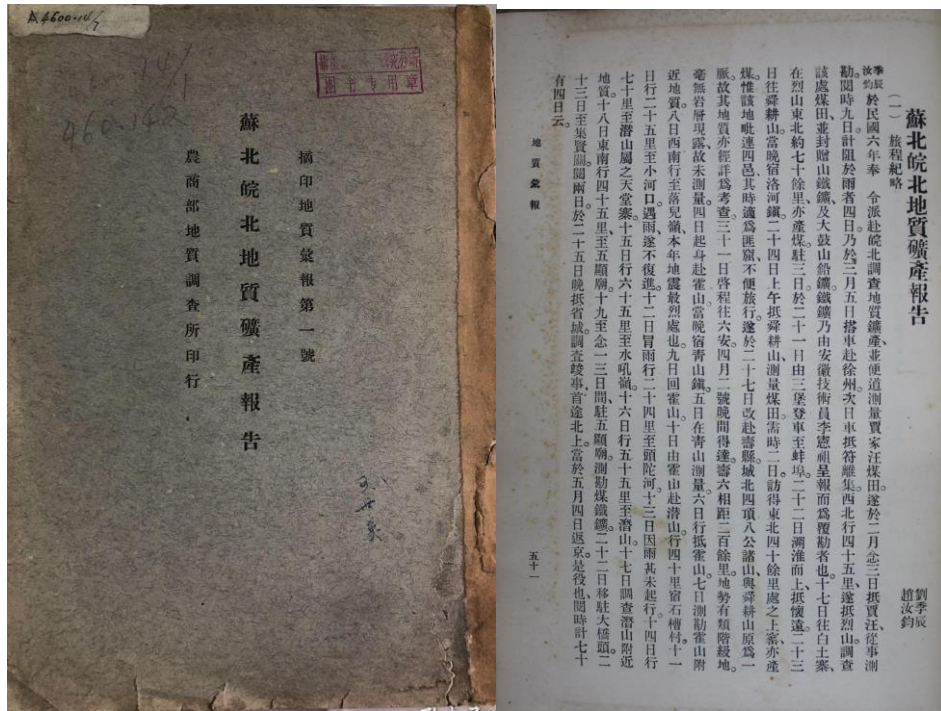 A 4600-14/1
14/1
460.142
图书专用章
摘印地質彙報第一號
蘇北皖北地質礦產報告
農商部地質調查所印行
蘇北皖北地質礦產報告
劉季辰
趙汝鈞
(一) 旅程紀略
季辰汝鈞於民國六年奉 令派赴皖北調查地質鑛產並便道測量賈家汪煤田遂於二月念三日抵賈汪從事測
勘閱時九日計阻於雨者四日乃於三月五日搭車赴徐州次日車抵符離集西北行四十五里遂抵烈山調查
該處煤田並封贈山鐵鑛及大鼓山鉛鑛鐵鑛乃由安徽技術員李憲祖呈報而爲覆勘者也十七日往白土寨
在烈山東北約七十餘里亦產煤駐三日於二十一日由三堡登車至蚌埠二十二日溯淮而上抵懷遠二十三
日往舜耕山當晚宿洛河鎭二十四日上午抵舜耕山測量煤田需時二日訪得東北四十餘里處之上窰亦產
煤惟該地毗連四邑其時適爲匪窟不便旅行遂於二十七日改赴壽縣城北四頂八公諸山與舜耕山原爲一
脈故其地質亦經詳爲考查三十一日啓程往六安四月二號晚間得達壽六相距二百餘里地勢有類階級地
毫無岩層現露故未測量四日起身赴霍山當晚宿青山鎭五日在青山測量六日行抵霍山七日測勘霍山附
近地質八日西南行至落兒嶺本年地震最烈處也九日回霍山十日由霍山赴潛山行四十里宿石槽村十一
日行二十五里至小河口遇雨遂不復進十二日冒雨行二十四里至頭陀河十三日因雨甚未起行十四日行
七十里至潛山屬之天堂寨十五日行六十五里至水吼嶺十六日行五十五里至潛山十七日調查潛山附近
地質十八日東南行四十五里至五顯廟十九至念一三日間駐五顯廟測勘煤鐵鑛二十二日移駐大橋頭二
十三日至集賢關閱兩日於二十五日晚抵省城調查竣事首途北上當於五月四日返京是役也閱時計七十
有四日云
地質彙報
五十一